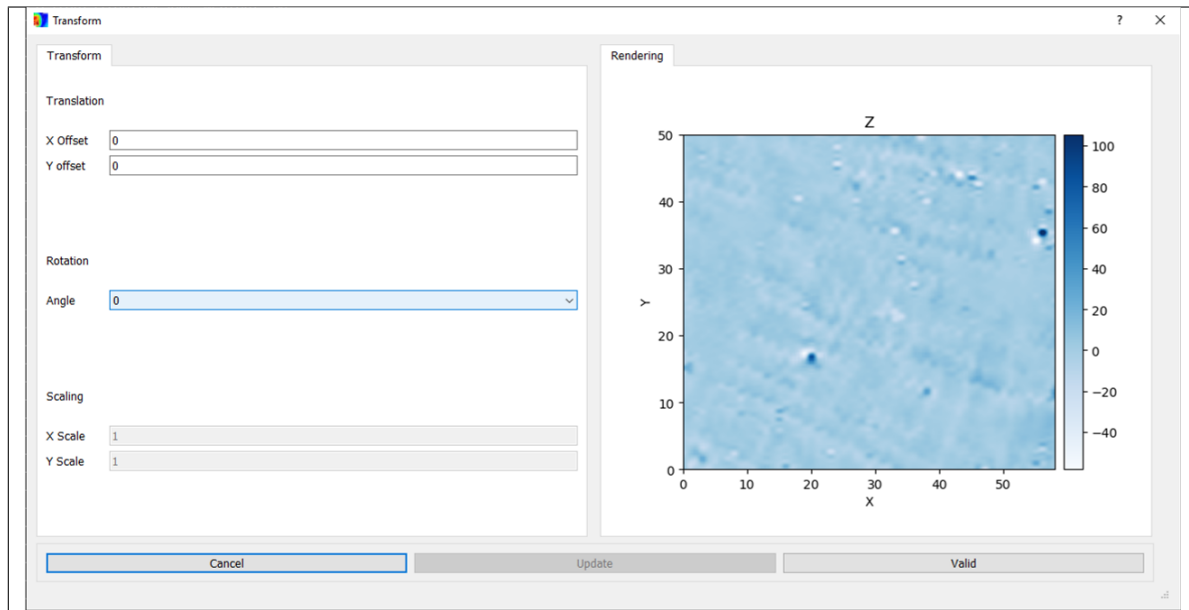 Transform
?
Transform
Translation
X Offset 0
Y offset 0
Rotation
Angle 0
Scaling
X Scale 1
Y Scale 1
Rendering
Z
50
40
30
20
10
0
Y
0 10 20 30 40 50
X
100
80
60
40
20
0
−20
−40
Cancel Update Valid